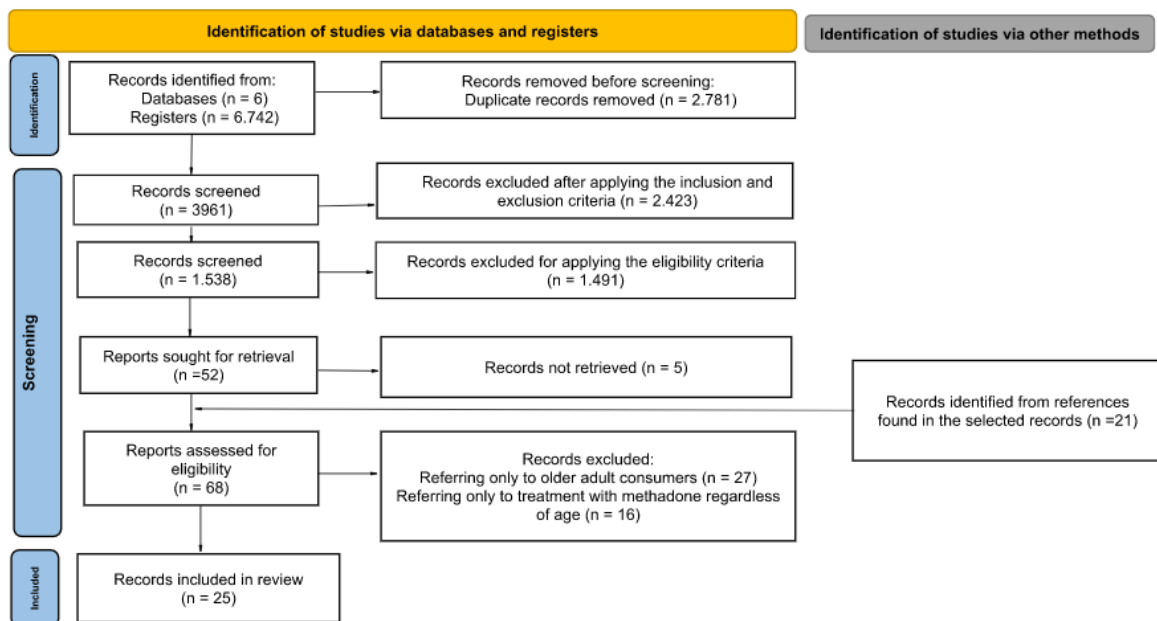 Identification of studies via databases and registers
Identification of studies via other methods
Identification
Records identified from:
Databases (n = 6)
Registers (n = 6.742)
Records removed before screening:
Duplicate records removed (n = 2.781)
Screening
Records screened
(n = 3961)
Records excluded after applying the inclusion and
exclusion criteria (n = 2.423)
Records screened
(n = 1.538)
Records excluded for applying the eligibility criteria
(n = 1.491)
Reports sought for retrieval
(n =52)
Records not retrieved (n = 5)
Records identified from references
found in the selected records (n =21)
Reports assessed for
eligibility
(n = 68)
Records excluded:
Referring only to older adult consumers (n = 27)
Referring only to treatment with methadone regardless
of age (n = 16)
Included
Records included in review
(n = 25)